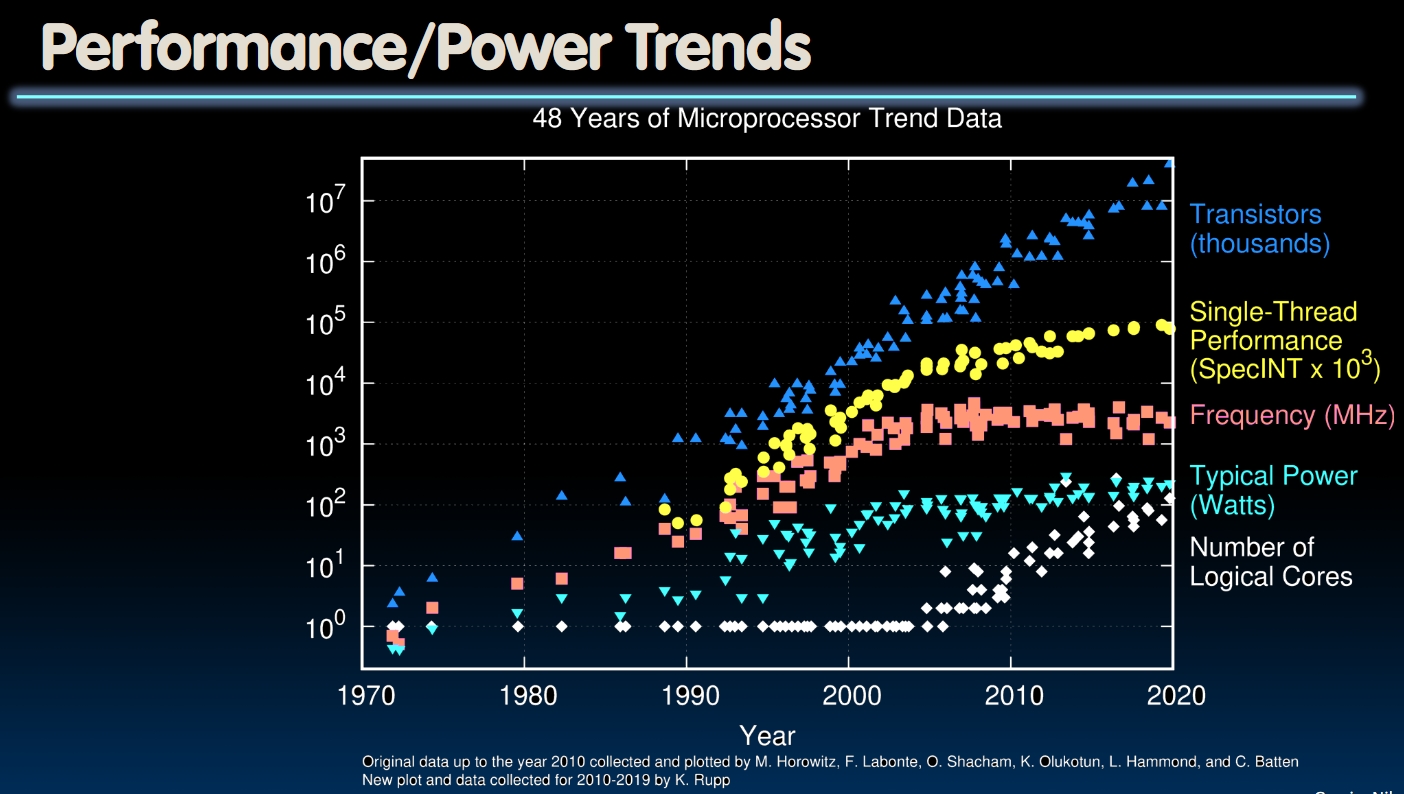 Performance/Power Trends
48 Years of Microprocessor Trend Data
10^7
10^6
10^5
10^4
10^3
10^2
10^1
10^0
Transistors
(thousands)
Single-Thread
Performance
(SpecINT x 10^3)
Frequency (MHz)
Typical Power
(Watts)
Number of
Logical Cores
1970 1980 1990 2000 2010 2020
Year
Original data up to the year 2010 collected and plotted by M. Horowitz, F. Labonte, O. Shacham, K. Olukotun, L. Hammond, and C. Batten
New plot and data collected for 2010-2019 by K. Rupp